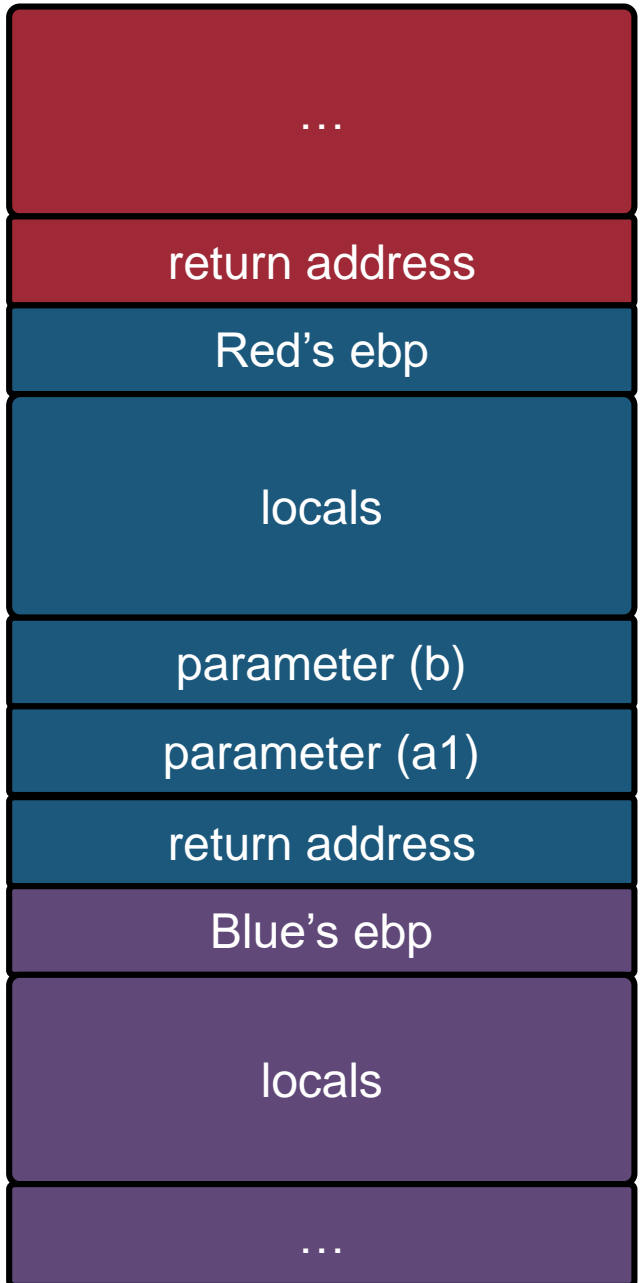 …
return address
Red’s ebp
locals
parameter (b)
parameter (a1)
return address
Blue’s ebp
locals
…